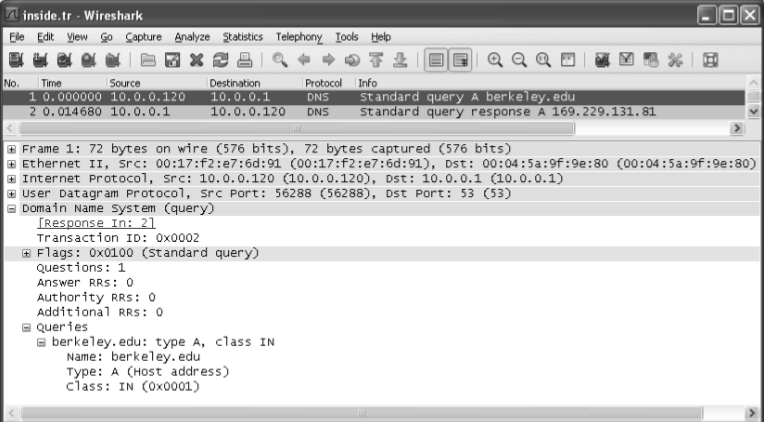 inside.tr - Wireshark
File Edit View Go Capture Analyze Statistics Telephony Tools Help
No. Time Source Destination Protocol Info
1 0.000000 10.0.0.120 10.0.0.1 DNS Standard query A berkeley.edu
2 0.014680 10.0.0.1 10.0.0.120 DNS Standard query response A 169.229.131.81
Frame 1: 72 bytes on wire (576 bits), 72 bytes captured (576 bits)
Ethernet II, Src: 00:17:f2:e7:6d:91 (00:17:f2:e7:6d:91), Dst: 00:04:5a:9f:9e:80 (00:04:5a:9f:9e:80)
Internet Protocol, Src: 10.0.0.120 (10.0.0.120), Dst: 10.0.0.1 (10.0.0.1)
User Datagram Protocol, Src Port: 56288 (56288), Dst Port: 53 (53)
Domain Name System (query)
[Response In: 2]
Transaction ID: 0x0002
Flags: 0x0100 (Standard query)
Questions: 1
Answer RRs: 0
Authority RRs: 0
Additional RRs: 0
Queries
berkeley.edu: type A, class IN
Name: berkeley.edu
Type: A (Host address)
Class: IN (0x0001)